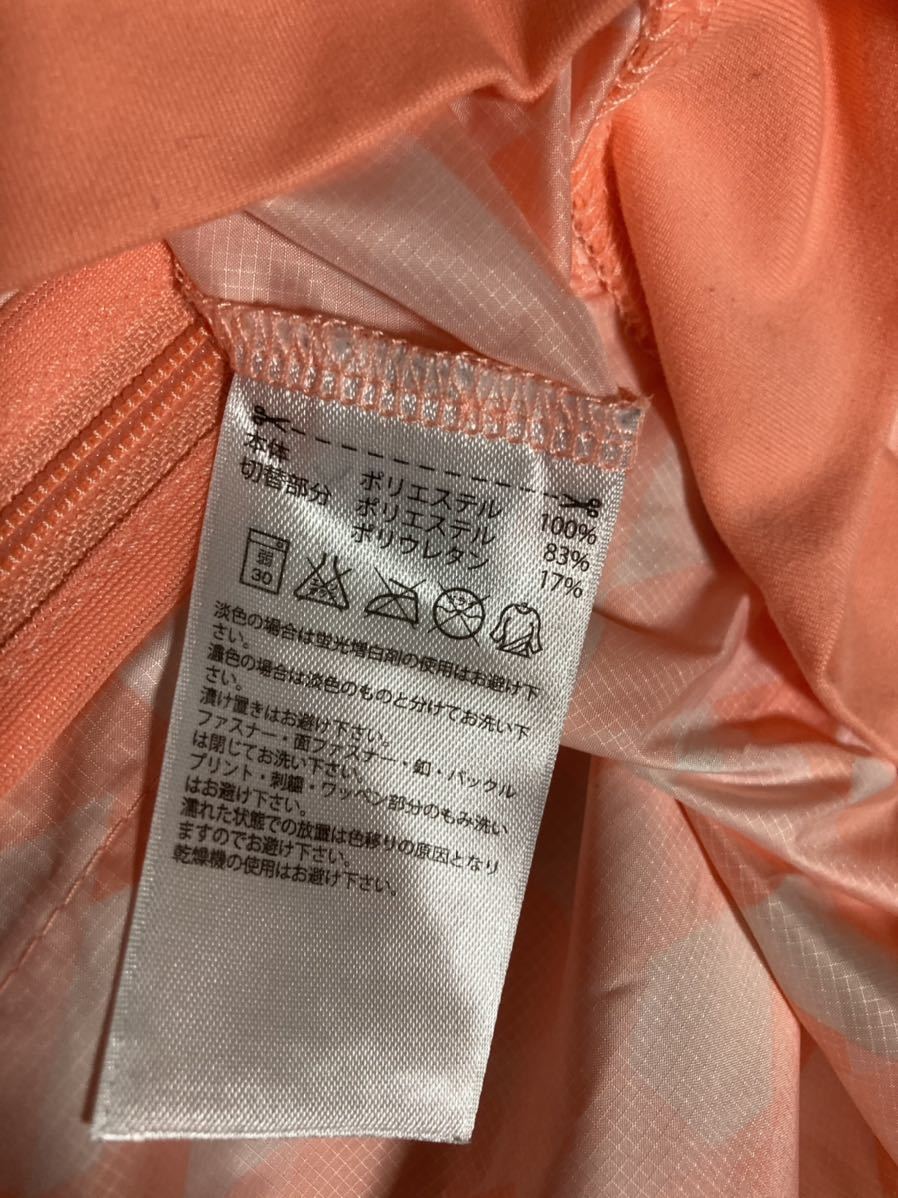 本体 ポリエステル 100%
切替部分 ポリエステル 83%
ポリウレタン 17%
弱
30
淡色の場合は蛍光増白剤の使用はお避け下
さい。
濃色の場合は淡色のものと分けてお洗い下
さい。
漬け置きはお避け下さい。
ファスナー・面ファスナー・釦・バックル
は閉じてお洗い下さい。
プリント・刺繍・ワッペン部分のもみ洗い
はお避け下さい。
濡れた状態での放置は色移りの原因となり
ますのでお避け下さい。
乾燥機の使用はお避け下さい。